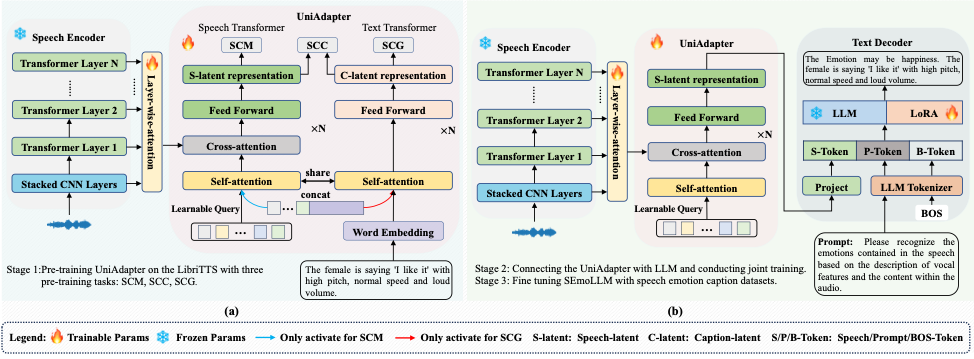 UniAdapter
Speech Encoder
Speech Transformer
Text Transformer
SCM
SCC
SCG
Transformer Layer N
S-latent representation
C-latent representation
Transformer Layer 2
Feed Forward
Feed Forward
×N
×N
Transformer Layer 1
Cross-attention
Layer-wise-attention
Stacked CNN Layers
Self-attention
share
Self-attention
concat
Learnable Query
Word Embedding
Stage 1:Pre-training UniAdapter on the LibriTTS with three
pre-training tasks: SCM, SCC, SCG.
The female is saying 'I like it' with
high pitch, normal speed and loud
volume.
(a)
Speech Encoder
UniAdapter
Text Decoder
Transformer Layer N
S-latent representation
The Emotion may be happiness. The
female is saying 'I like it' with high pitch,
normal speed and loud volume.
Transformer Layer 2
Feed Forward
×N
LLM
LoRA
Transformer Layer 1
Cross-attention
Layer-wise-attention
S-Token
P-Token
B-Token
Stacked CNN Layers
Self-attention
Project
LLM Tokenizer
Learnable Query
BOS
Stage 2: Connecting the UniAdapter with LLM and conducting joint training.
Stage 3: Fine tuning SEmoLLM with speech emotion caption datasets.
Prompt: Please recognize the
emotions contained in the speech
based on the description of vocal
features and the content within the
audio.
(b)
Legend: Trainable Params Frozen Params Only activate for SCM Only activate for SCG S-latent: Speech-latent C-latent: Caption-latent S/P/B-Token: Speech/Prompt/BOS-Token